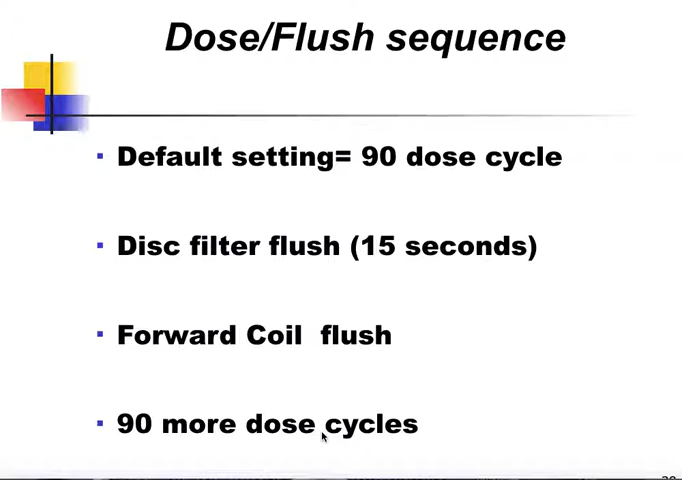 Dose/Flush sequence
Default setting= 90 dose cycle
Disc filter flush (15 seconds)
Forward Coil flush
90 more dose cycles